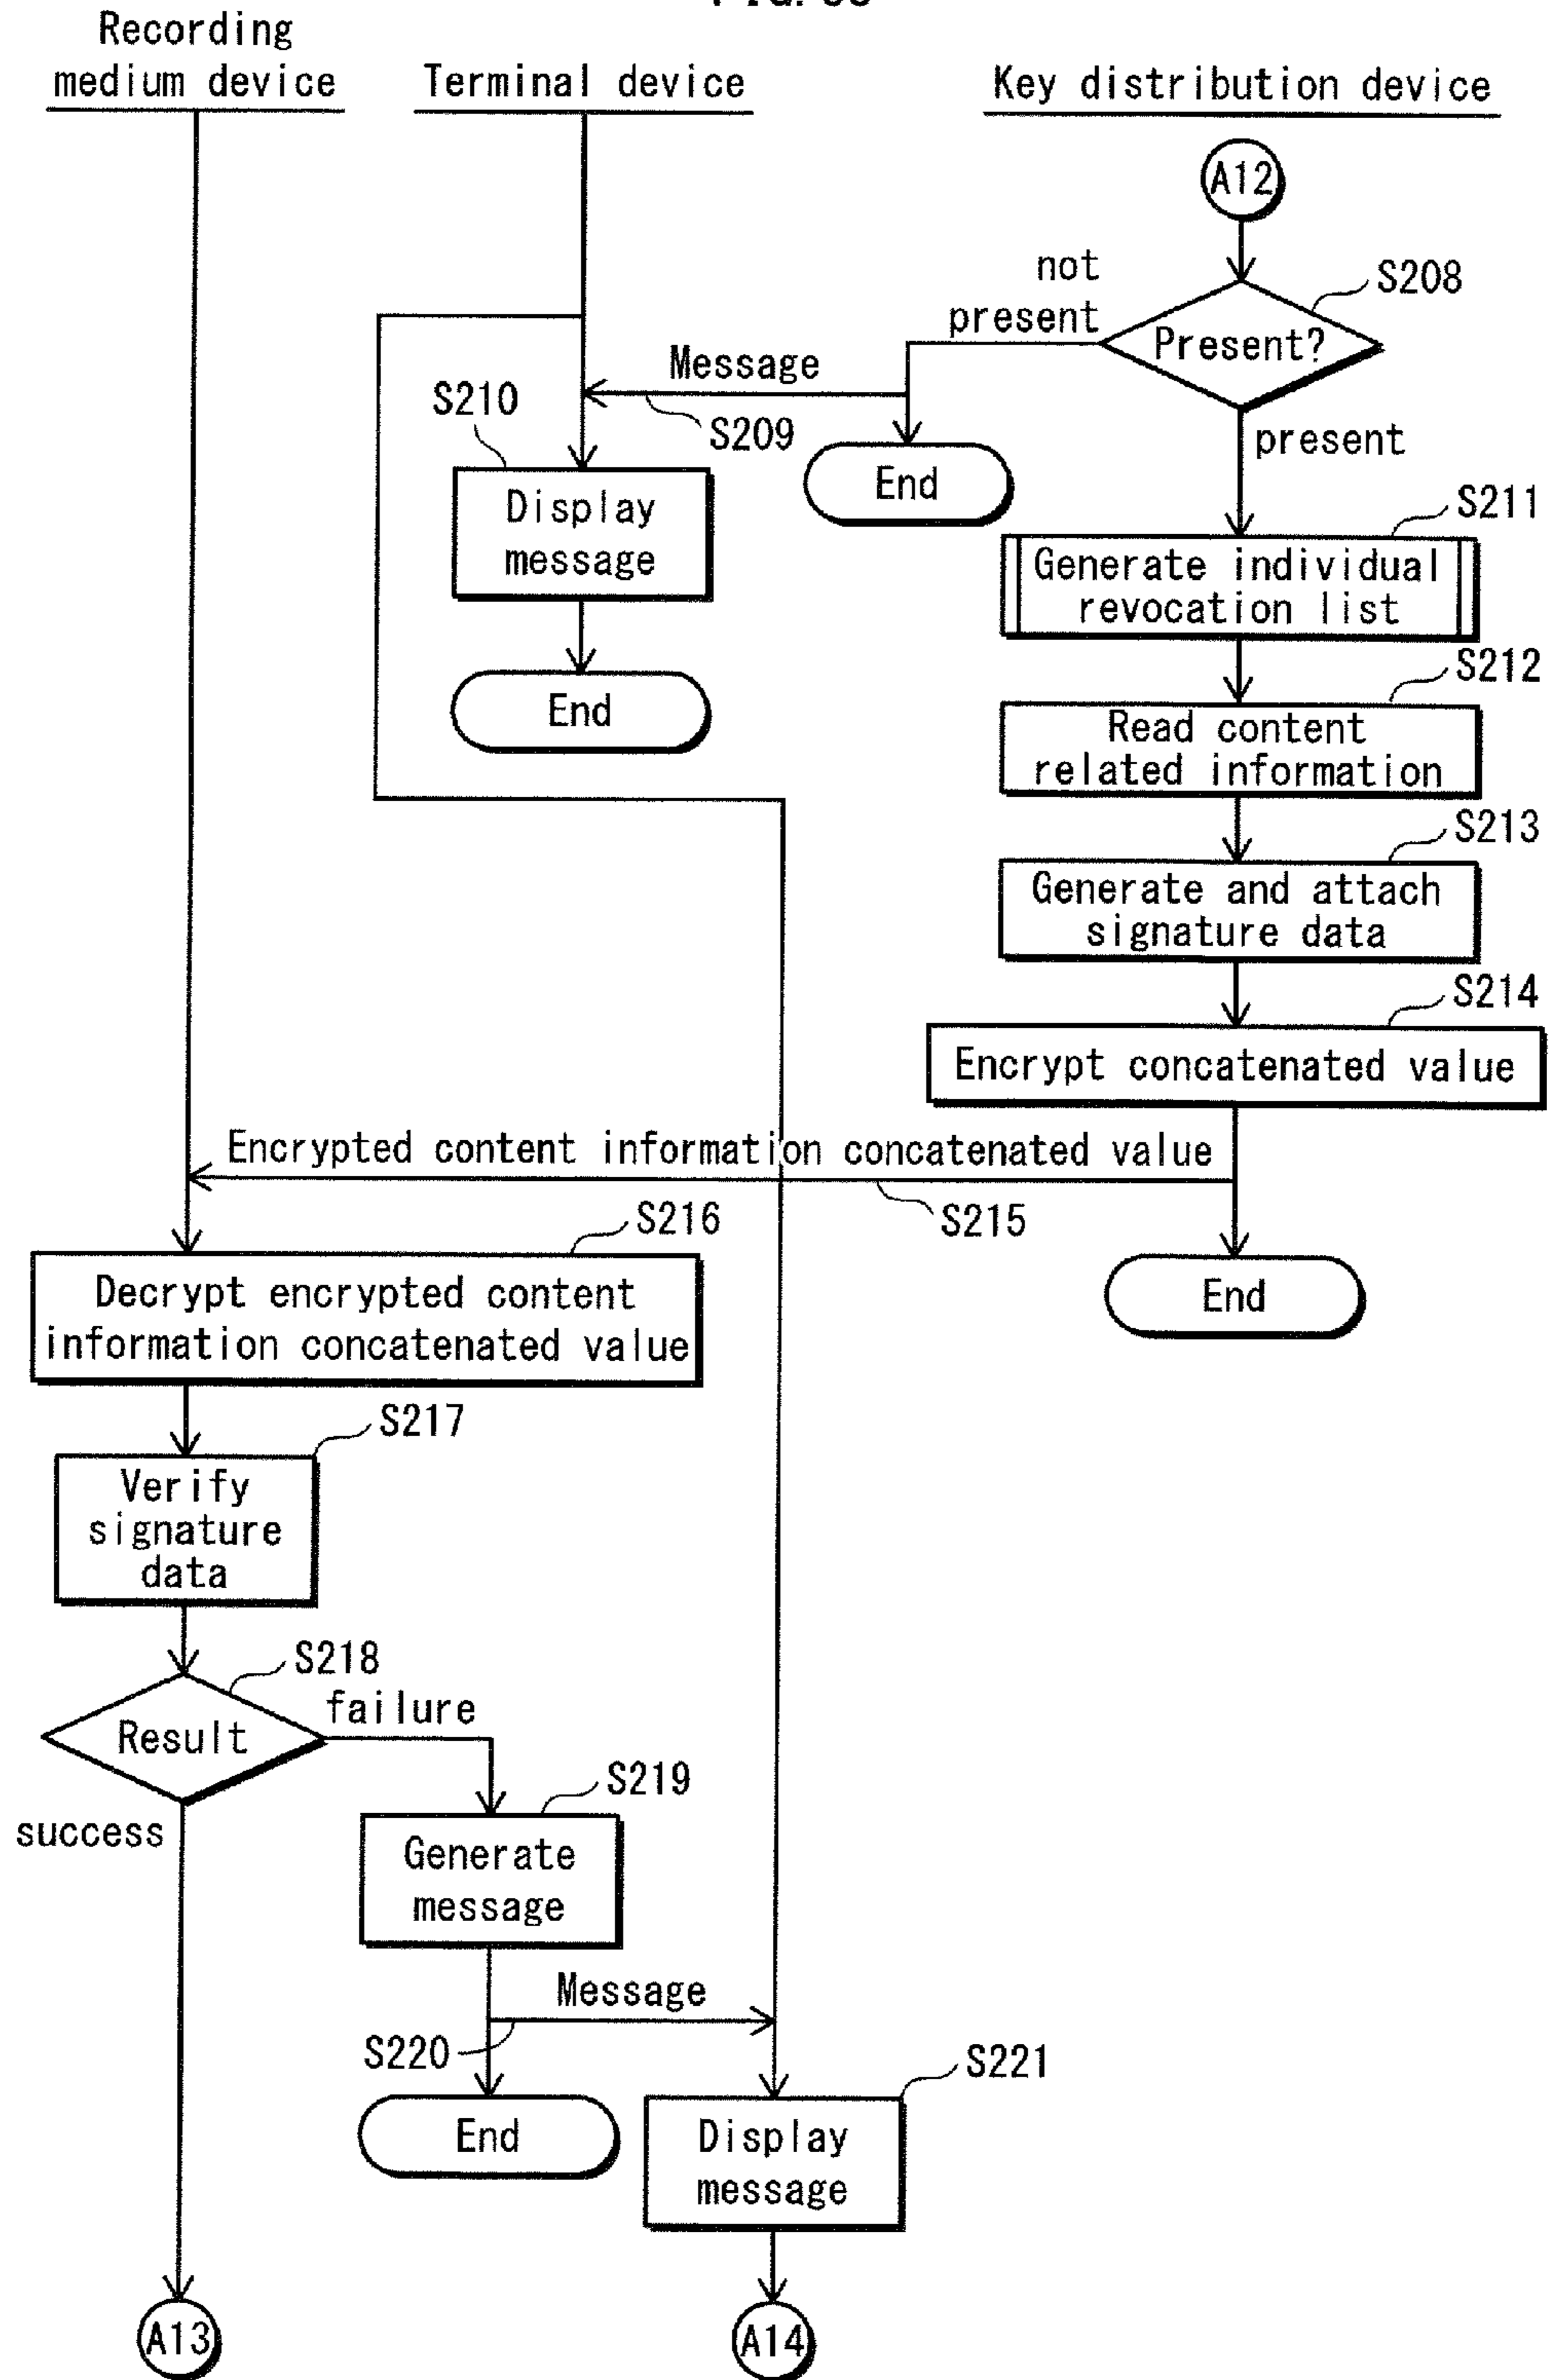 Recording
medium device
Terminal device
Key distribution device
A12
not
present
S208
Present?
Message
S210
S209
present
End
Display
message
S211
Generate individual
revocation list
End
S212
Read content
related information
S213
Generate and attach
signature data
S214
Encrypt concatenated value
Encrypted content information concatenated value
S215
S216
End
Decrypt encrypted content
information concatenated value
S217
Verify
signature
data
S218
failure
Result
S219
success
Generate
message
Message
S220
S221
End
Display
message
A13
A14